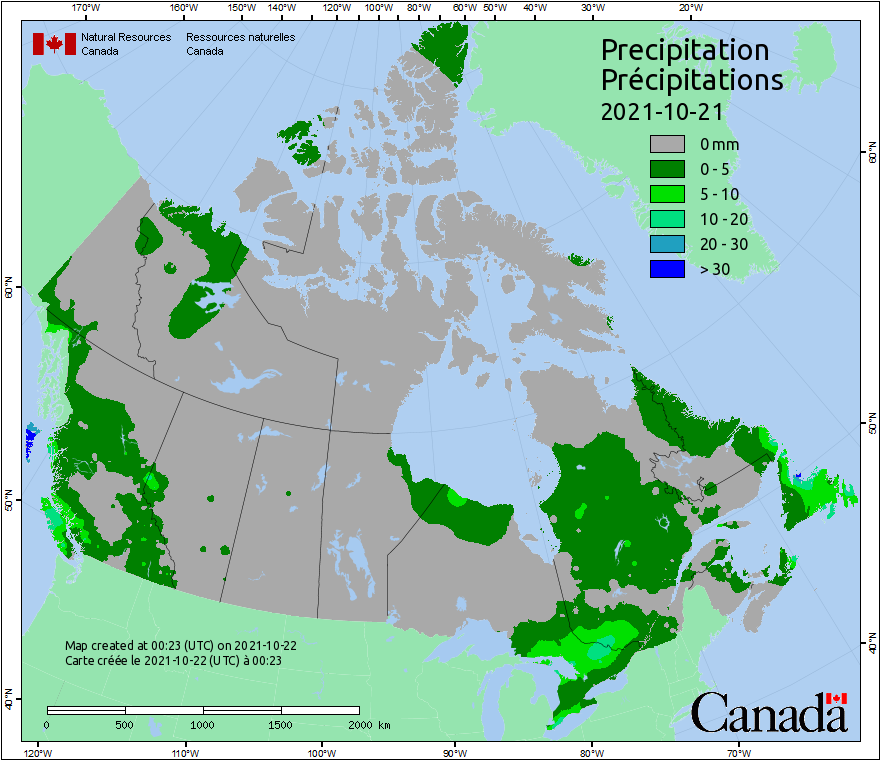 170°W 160°W 150°W 140°W 130°W 120°W 110°W 100°W 90°W 80°W 60°W 50°W 40°W 30°W 20°W
Natural Resources Canada
Ressources naturelles Canada
Precipitation
Précipitations
2021-10-21
0 mm
0 - 5
5 - 10
10 - 20
20 - 30
> 30
60°N
60°N
50°N
50°N
40°N
40°N
Map created at 00:23 (UTC) on 2021-10-22
Carte créée le 2021-10-22 (UTC) à 00:23
0 500 1000 1500 2000 km
Canada
120°W 110°W 100°W 90°W 80°W 70°W